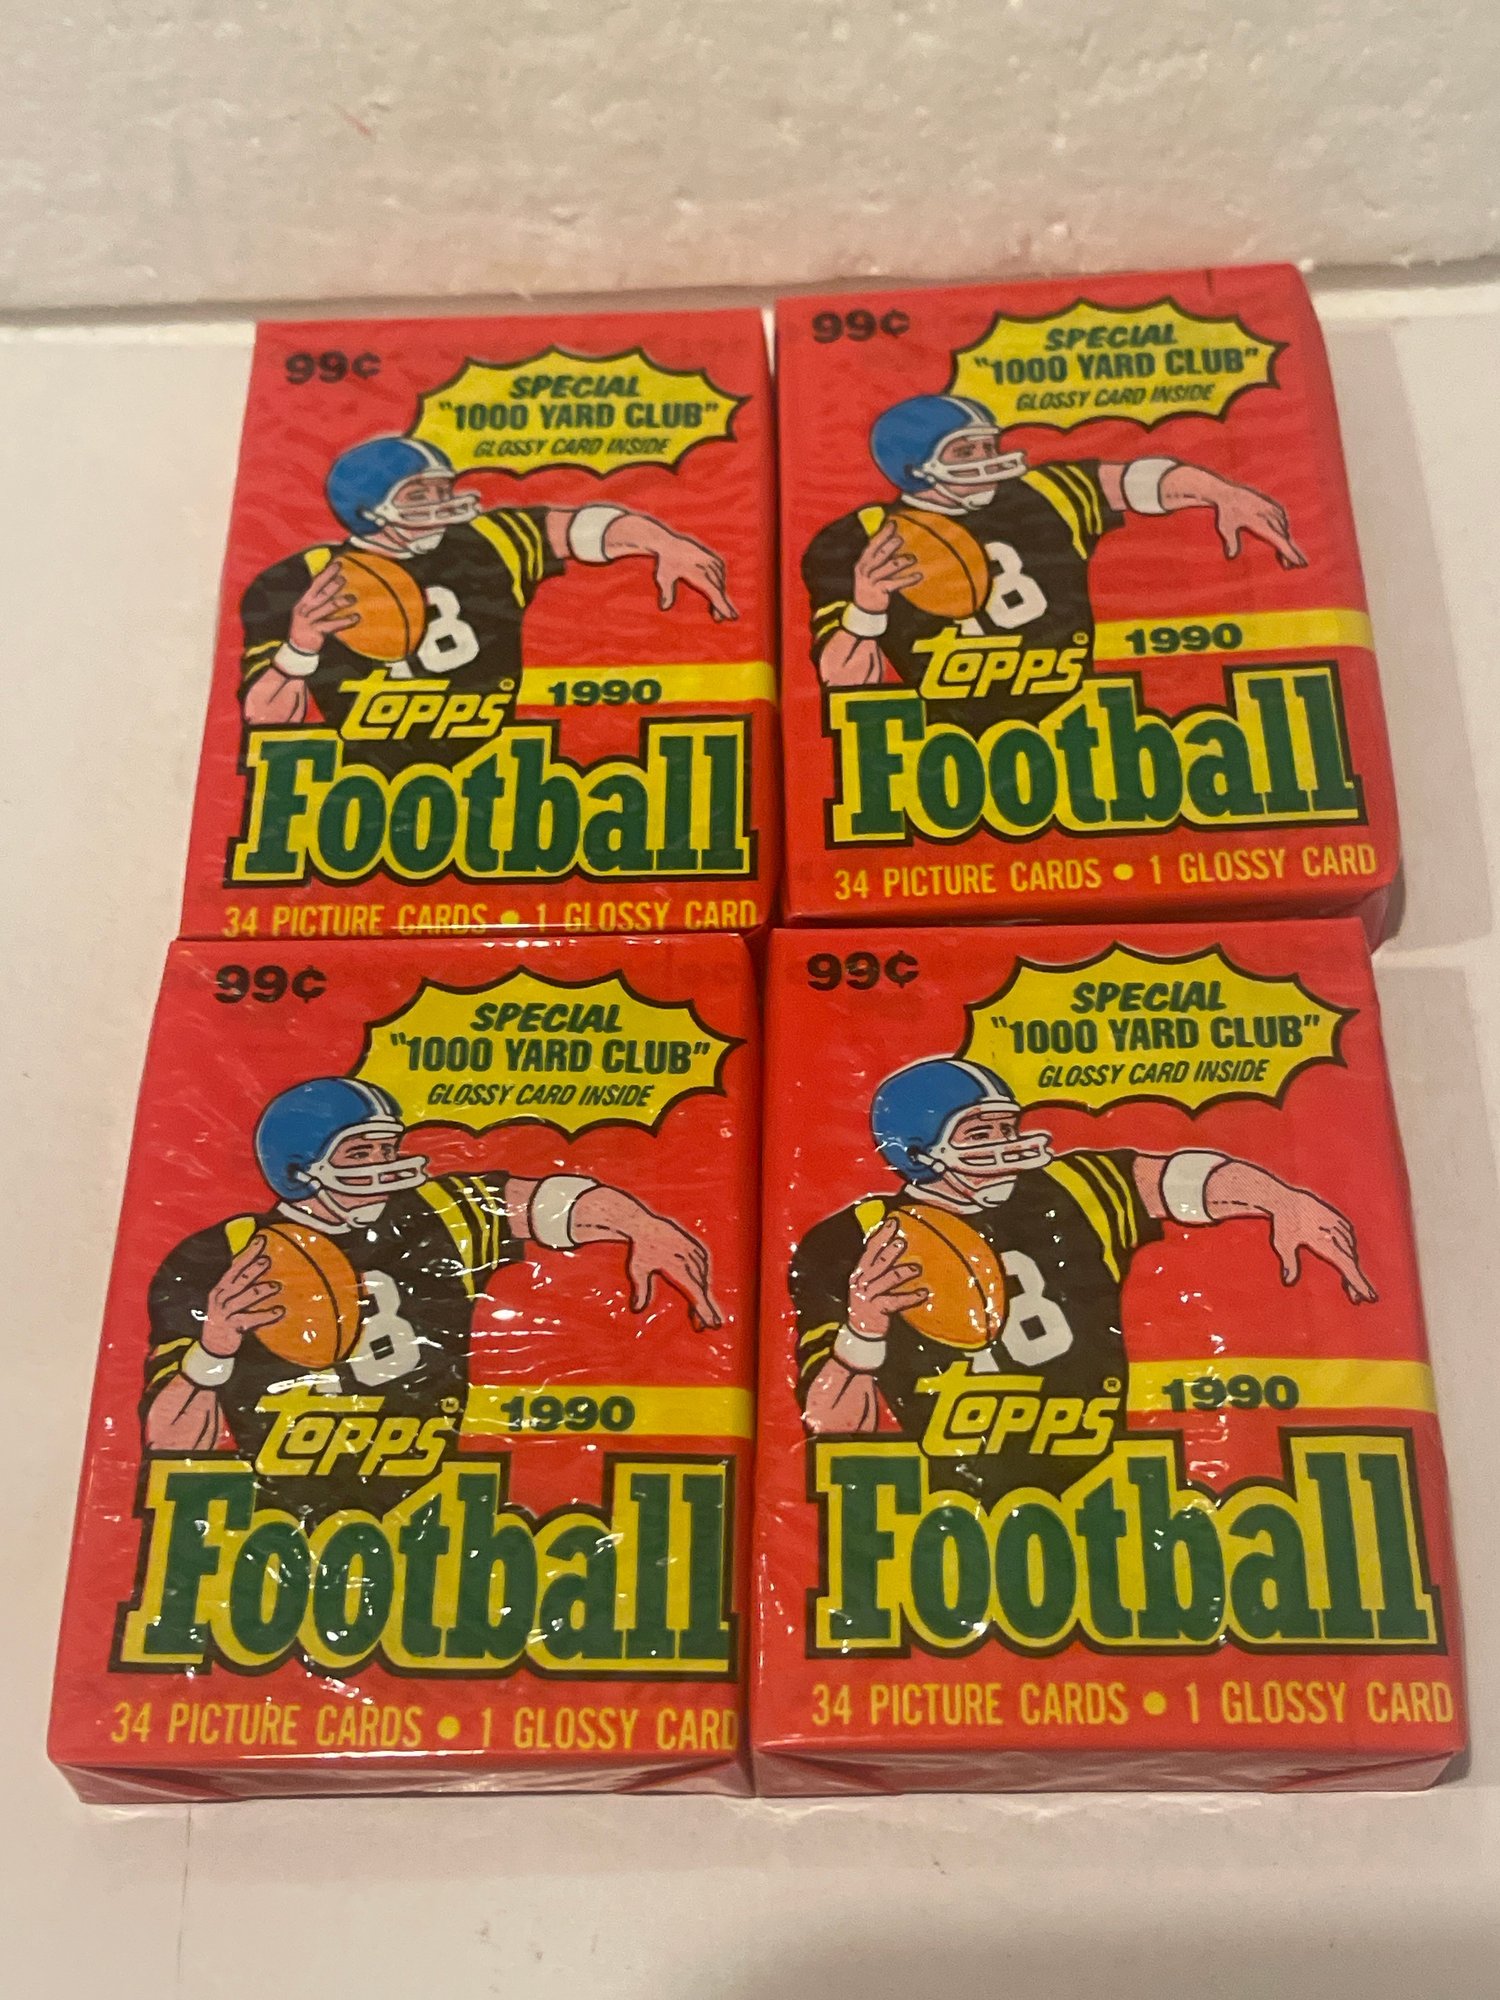 99¢
SPECIAL
"1000 YARD CLUB"
GLOSSY CARD INSIDE
18
TOPPS®
1990
Football
34 PICTURE CARDS • 1 GLOSSY CARD
99¢
SPECIAL
"1000 YARD CLUB"
GLOSSY CARD INSIDE
18
TOPPS®
1990
Football
34 PICTURE CARDS • 1 GLOSSY CARD
99¢
SPECIAL
"1000 YARD CLUB"
GLOSSY CARD INSIDE
18
TOPPS®
1990
Football
34 PICTURE CARDS • 1 GLOSSY CARD
99¢
SPECIAL
"1000 YARD CLUB"
GLOSSY CARD INSIDE
18
TOPPS®
1990
Football
34 PICTURE CARDS • 1 GLOSSY CARD